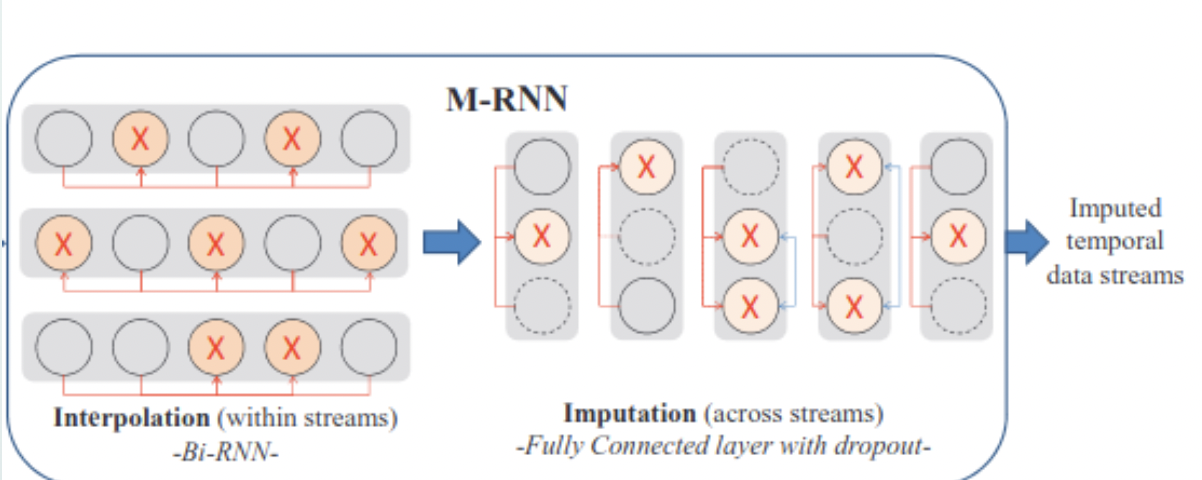 M-RNN
X X
X X X
X X
Interpolation (within streams)
-Bi-RNN-
X X
X X X
X X
Imputation (across streams)
-Fully Connected layer with dropout-
Imputed
temporal
data streams